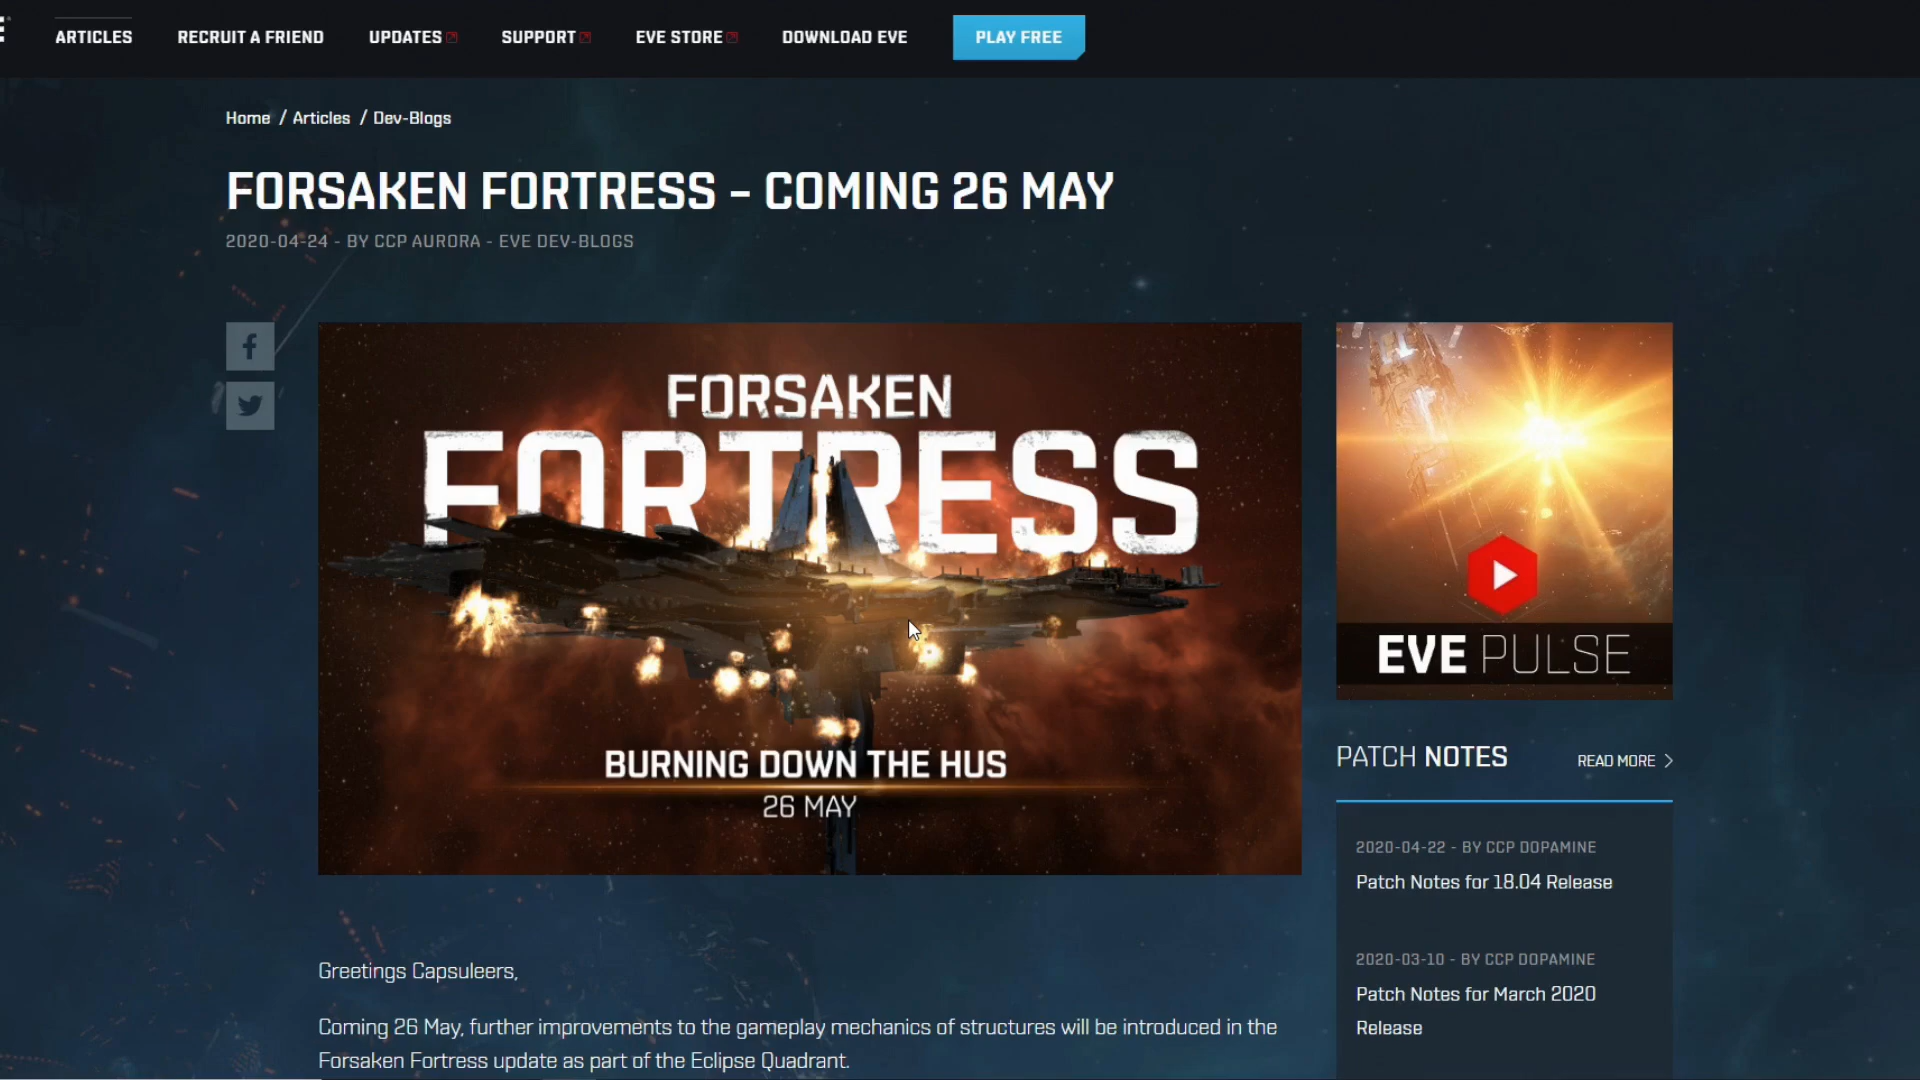 ARTICLES RECRUIT A FRIEND UPDATES SUPPORT EVE STORE DOWNLOAD EVE PLAY FREE
Home / Articles / Dev-Blogs
FORSAKEN FORTRESS – COMING 26 MAY
2020-04-24 - BY CCP AURORA - EVE DEV-BLOGS
FORSAKEN
FORTRESS
BURNING DOWN THE HUS
26 MAY
Greetings Capsuleers,
Coming 26 May, further improvements to the gameplay mechanics of structures will be introduced in the
Forsaken Fortress update as part of the Eclipse Quadrant.
EVE PULSE
PATCH NOTES READ MORE
2020-04-22 - BY CCP DOPAMINE
Patch Notes for 18.04 Release
2020-03-10 - BY CCP DOPAMINE
Patch Notes for March 2020
Release